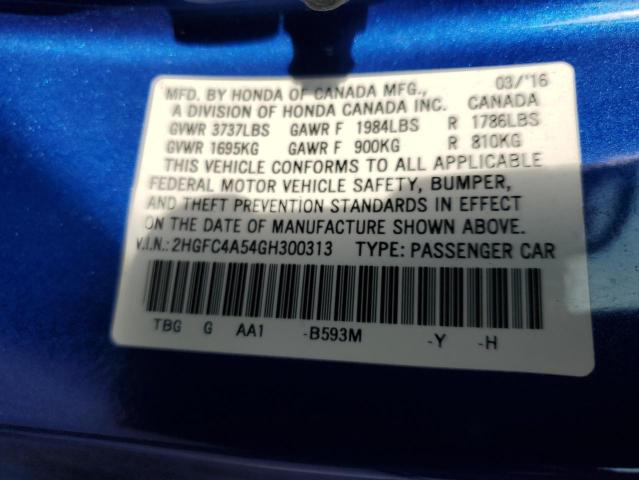 MFD. BY HONDA OF CANADA MFG., 03/'16
A DIVISION OF HONDA CANADA INC. CANADA
GVWR 3737LBS GAWR F 1984LBS R 1786LBS
GVWR 1695KG GAWR F 900KG R 810KG
THIS VEHICLE CONFORMS TO ALL APPLICABLE
FEDERAL MOTOR VEHICLE SAFETY, BUMPER,
AND THEFT PREVENTION STANDARDS IN EFFECT
ON THE DATE OF MANUFACTURE SHOWN ABOVE.
V.I.N.: 2HGFC4A54GH300313 TYPE: PASSENGER CAR
TBG G AA1 -B593M -Y -H